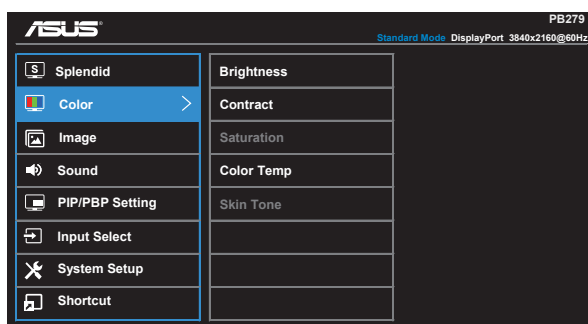 ASUS
PB279
Standard Mode DisplayPort 3840x2160@60Hz
S Splendid
Color >
Image
Sound
PIP/PBP Setting
Input Select
System Setup
Shortcut
Brightness
Contract
Saturation
Color Temp
Skin Tone